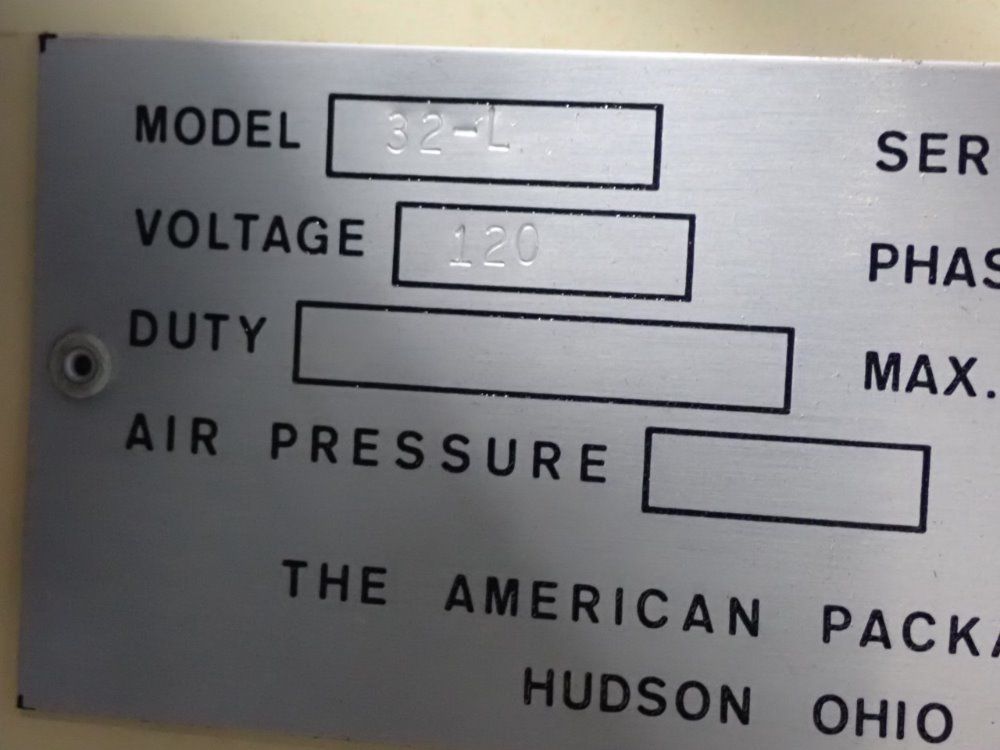 MODEL 32-L SER
VOLTAGE 120 PHAS
DUTY MAX.
AIR PRESSURE
THE AMERICAN PACKA
HUDSON OHIO